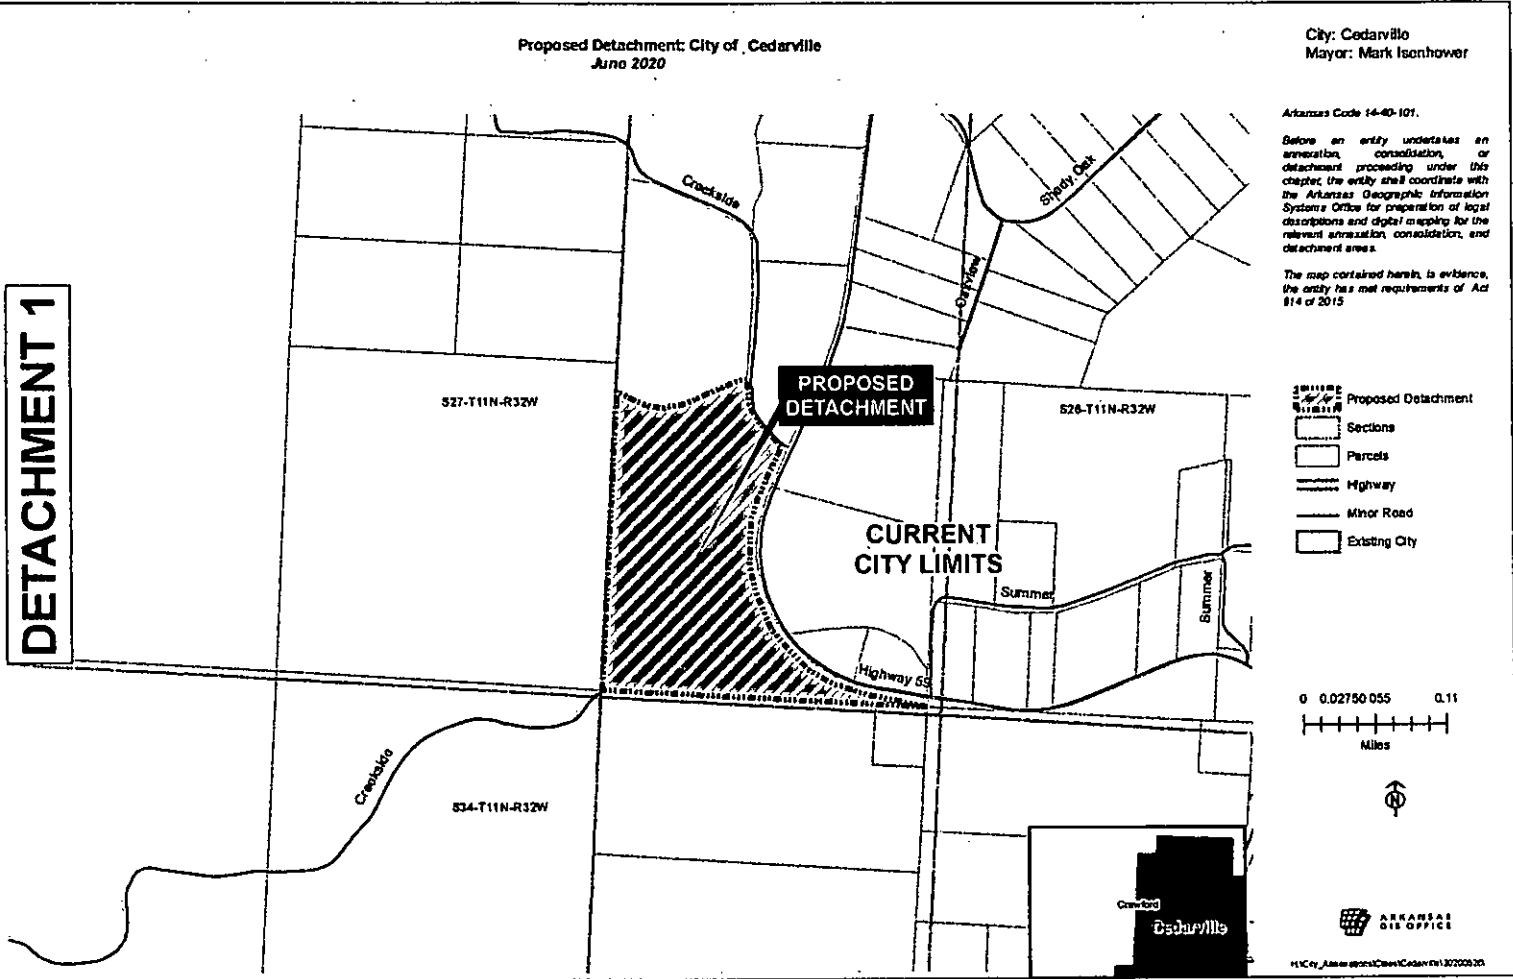 Proposed Detachment: City of Cedarville
June 2020
City: Cedarville
Mayor: Mark Isenhower
Arkansas Code 14-40-101.
Before an entity undertakes an
annexation, consolidation, or
detachment proceeding under this
chapter, the entity shall coordinate with
the Arkansas Geographic Information
Systems Office for preparation of legal
descriptions and digital mapping for the
relevant annexation, consolidation, and
detachment areas.
The map contained herein, is evidence,
the entity has met requirements of Act
914 of 2015
DETACHMENT 1
Creekside
Shady Oak
Oakview
PROPOSED
DETACHMENT
S27-T11N-R32W
S26-T11N-R32W
CURRENT
CITY LIMITS
Summer
Summer
Highway 59
Creekside
S34-T11N-R32W
Proposed Detachment
Sections
Parcels
Highway
Minor Road
Existing City
0 0.02750.055 0.11
Miles
N
Crawford
Cedarville
ARKANSAS
GIS OFFICE